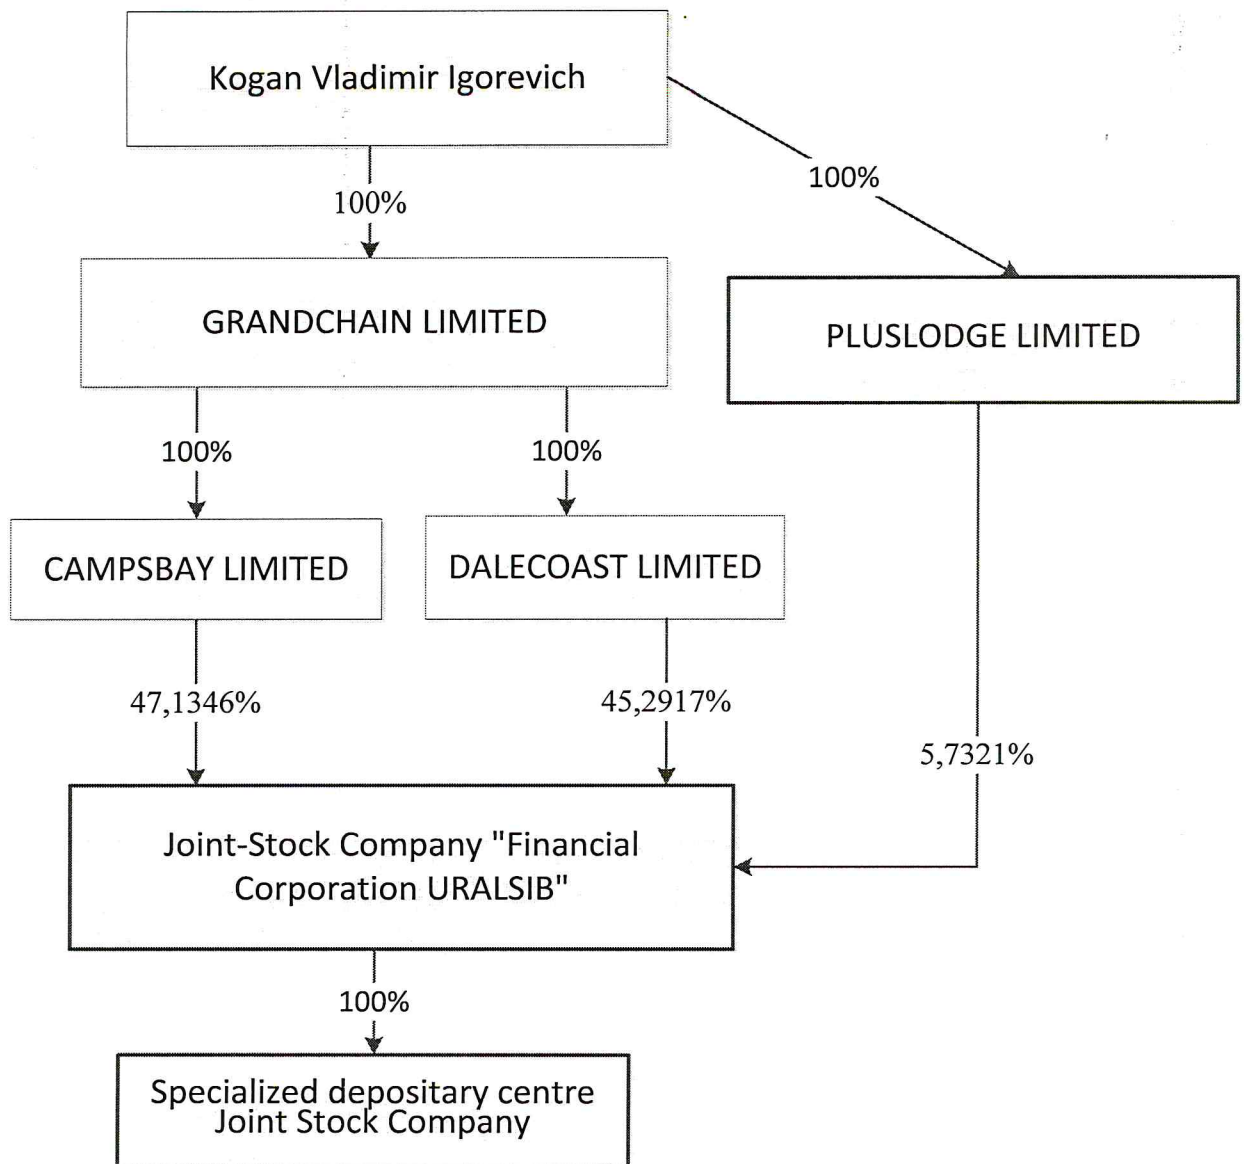 Kogan Vladimir Igorevich
100%
100%
GRANDCHAIN LIMITED
PLUSLODGE LIMITED
100%
100%
CAMPSBAY LIMITED
DALECOAST LIMITED
47,1346%
45,2917%
5,7321%
Joint-Stock Company "Financial
Corporation URALSIB"
100%
Specialized depositary centre
Joint Stock Company